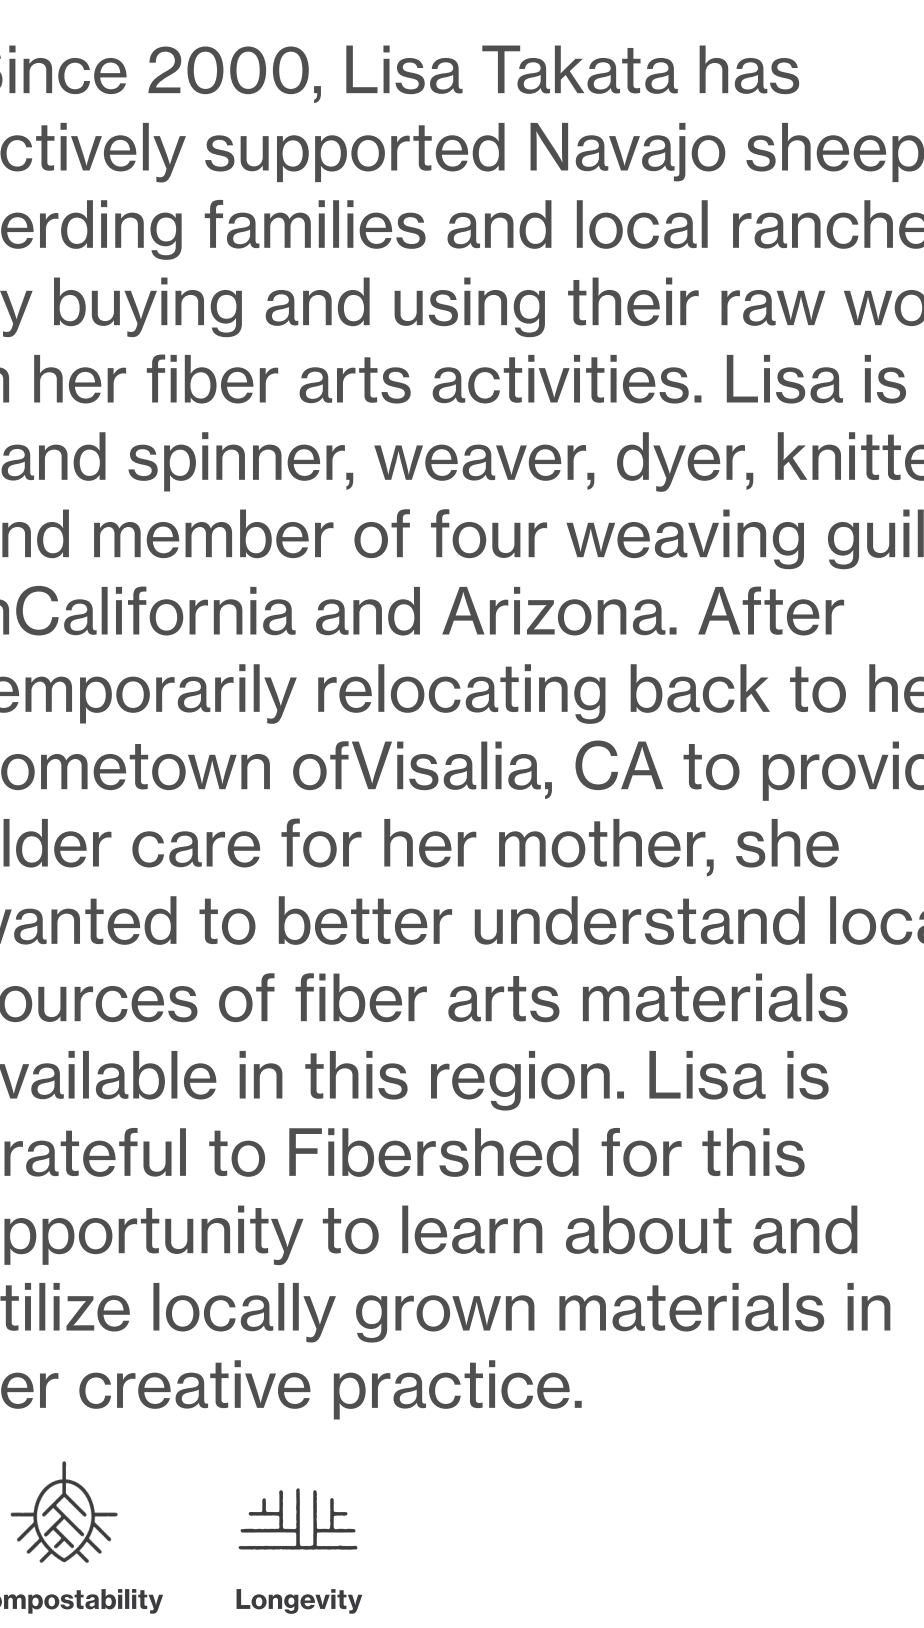 Since 2000, Lisa Takata has
ctively supported Navajo sheep
erding families and local ranche
y buying and using their raw wo
n her fiber arts activities. Lisa is
and spinner, weaver, dyer, knitte
nd member of four weaving guil
nCalifornia and Arizona. After
emporarily relocating back to he
ometown ofVisalia, CA to provid
lder care for her mother, she
wanted to better understand loca
ources of fiber arts materials
vailable in this region. Lisa is
rateful to Fibershed for this
pportunity to learn about and
tilize locally grown materials in
er creative practice.
ompostability
Longevity